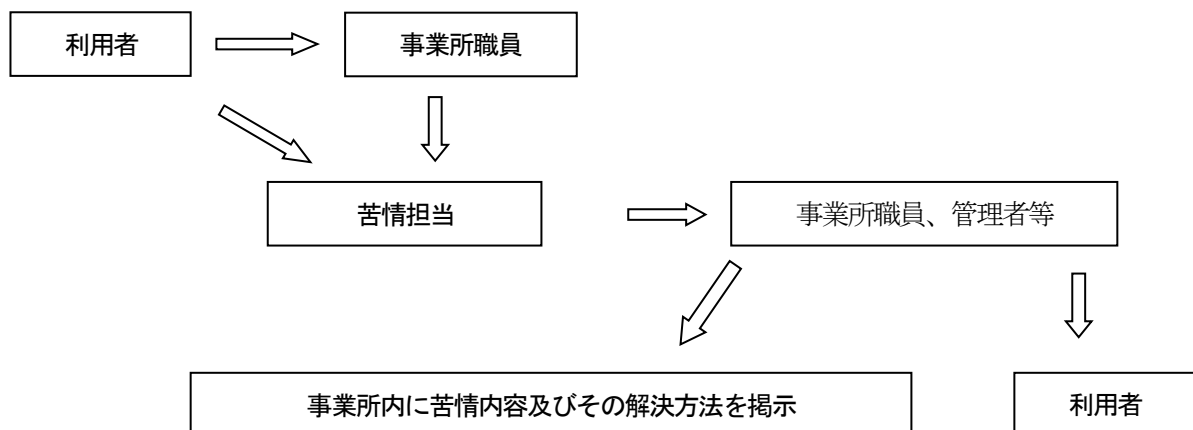 利用者
事業所職員
苦情担当
事業所職員、管理者等
事業所内に苦情内容及びその解決方法を掲示
利用者